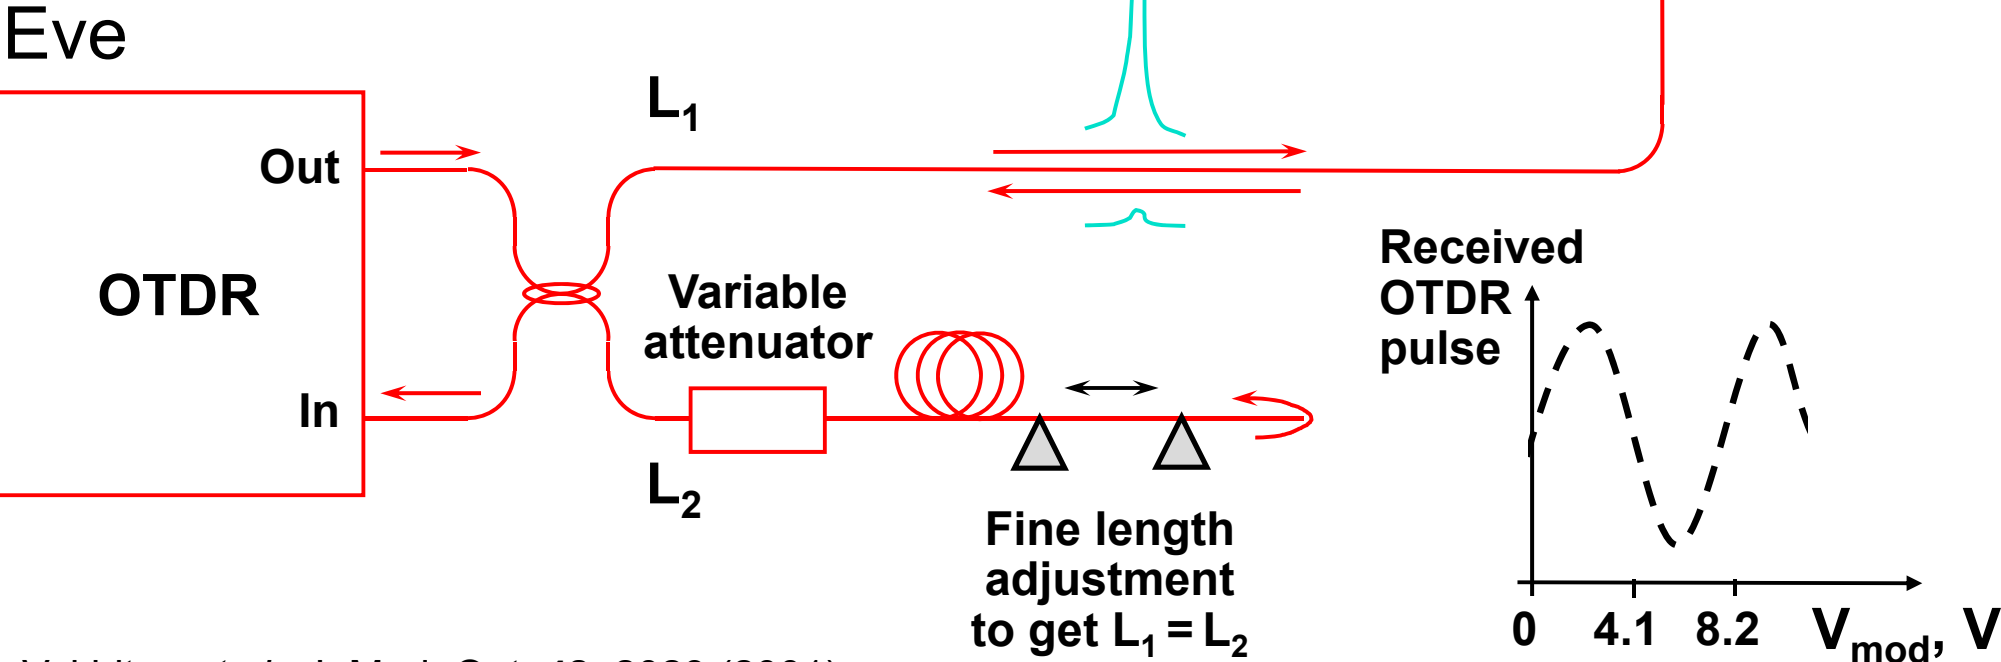 Eve
L1
Out
OTDR
In
Variable
attenuator
L2
Fine length
adjustment
to get L1 = L2
Received
OTDR
pulse
0 4.1 8.2 Vmod, V
(2001)